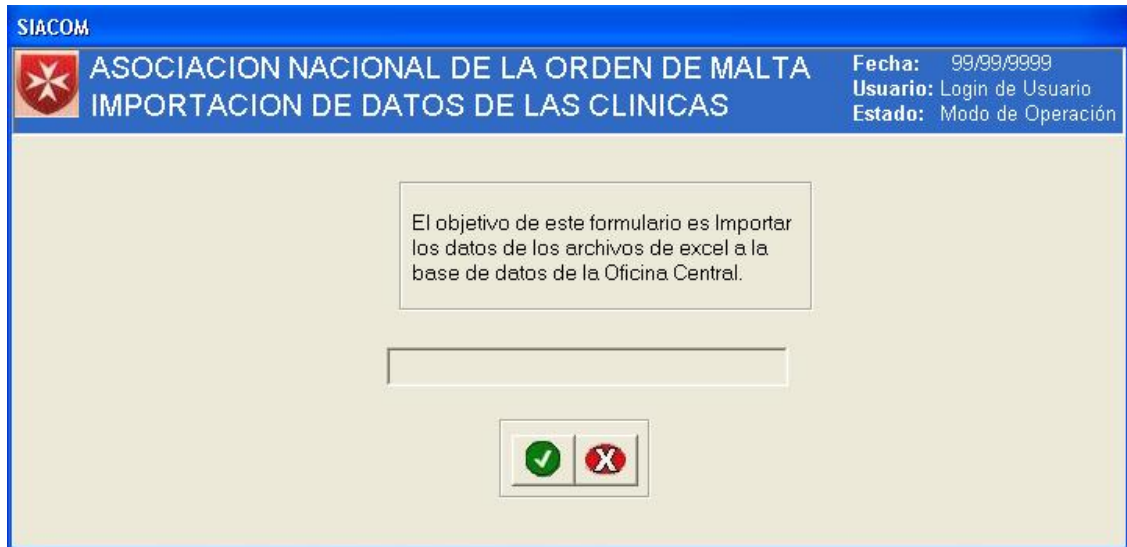 SIACOM
ASOCIACION NACIONAL DE LA ORDEN DE MALTA
IMPORTACION DE DATOS DE LAS CLINICAS
Fecha: 99/99/9999
Usuario: Login de Usuario
Estado: Modo de Operación
El objetivo de este formulario es Importar
los datos de los archivos de excel a la
base de datos de la Oficina Central.
X